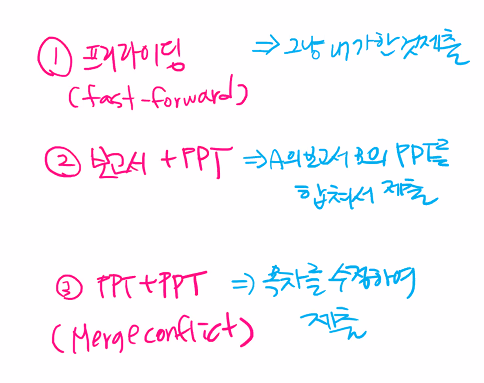 ① 프리라이딩 ⇒ 그냥 내가한것제출
(fast-forward)
② 보고서 + PPT ⇒ A의보고서 B의 PPT를
합쳐서 제출
③ PPT+PPT ⇒ 목차를 수정하여
(Merge conflict) 제출